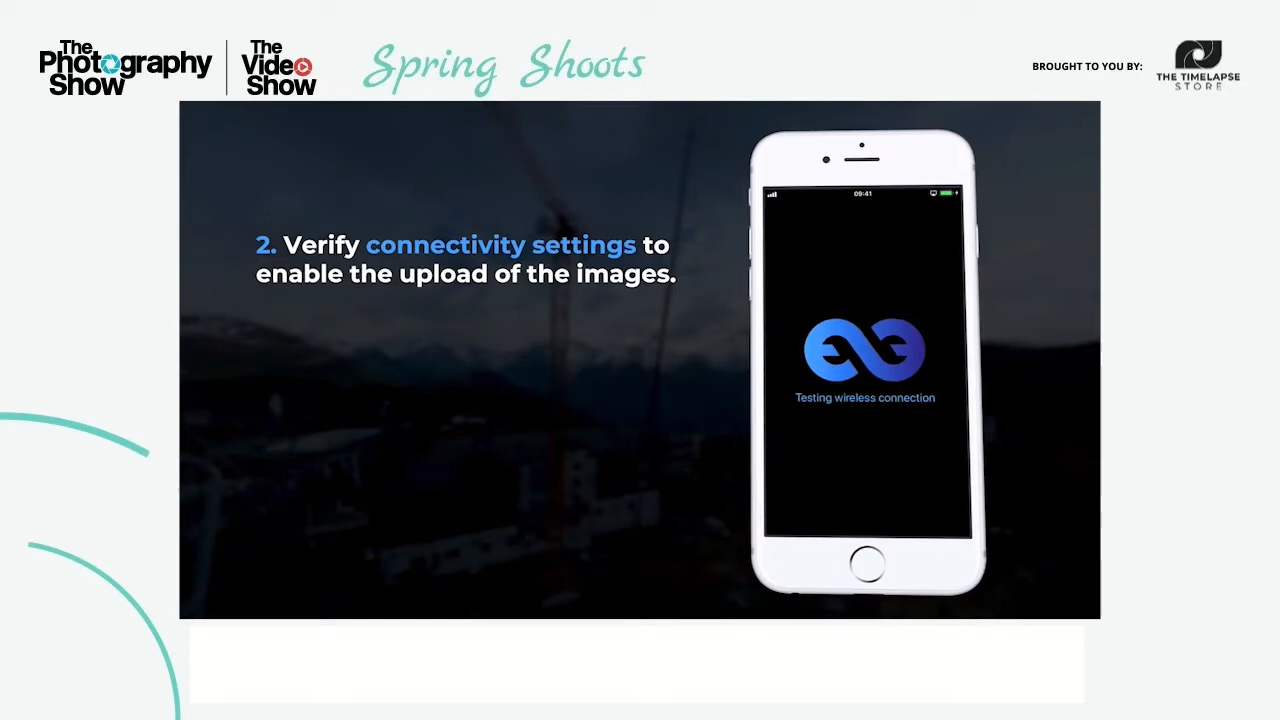 The
Photography
Show
The
Video
Show
Spring Shoots
BROUGHT TO YOU BY:
THE TIMELAPSE
STORE
2. Verify connectivity settings to
enable the upload of the images.
09:41
Testing wireless connection